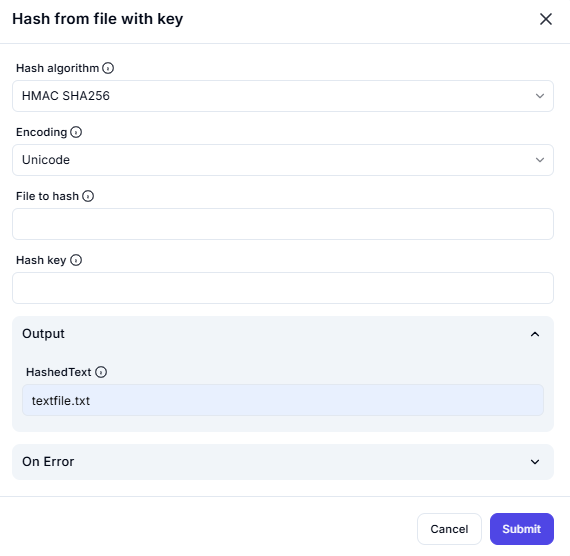 Hash from file with key
Hash algorithm
HMAC SHA256
Encoding
Unicode
File to hash
Hash key
Output
HashedText
textfile.txt
On Error
Cancel Submit